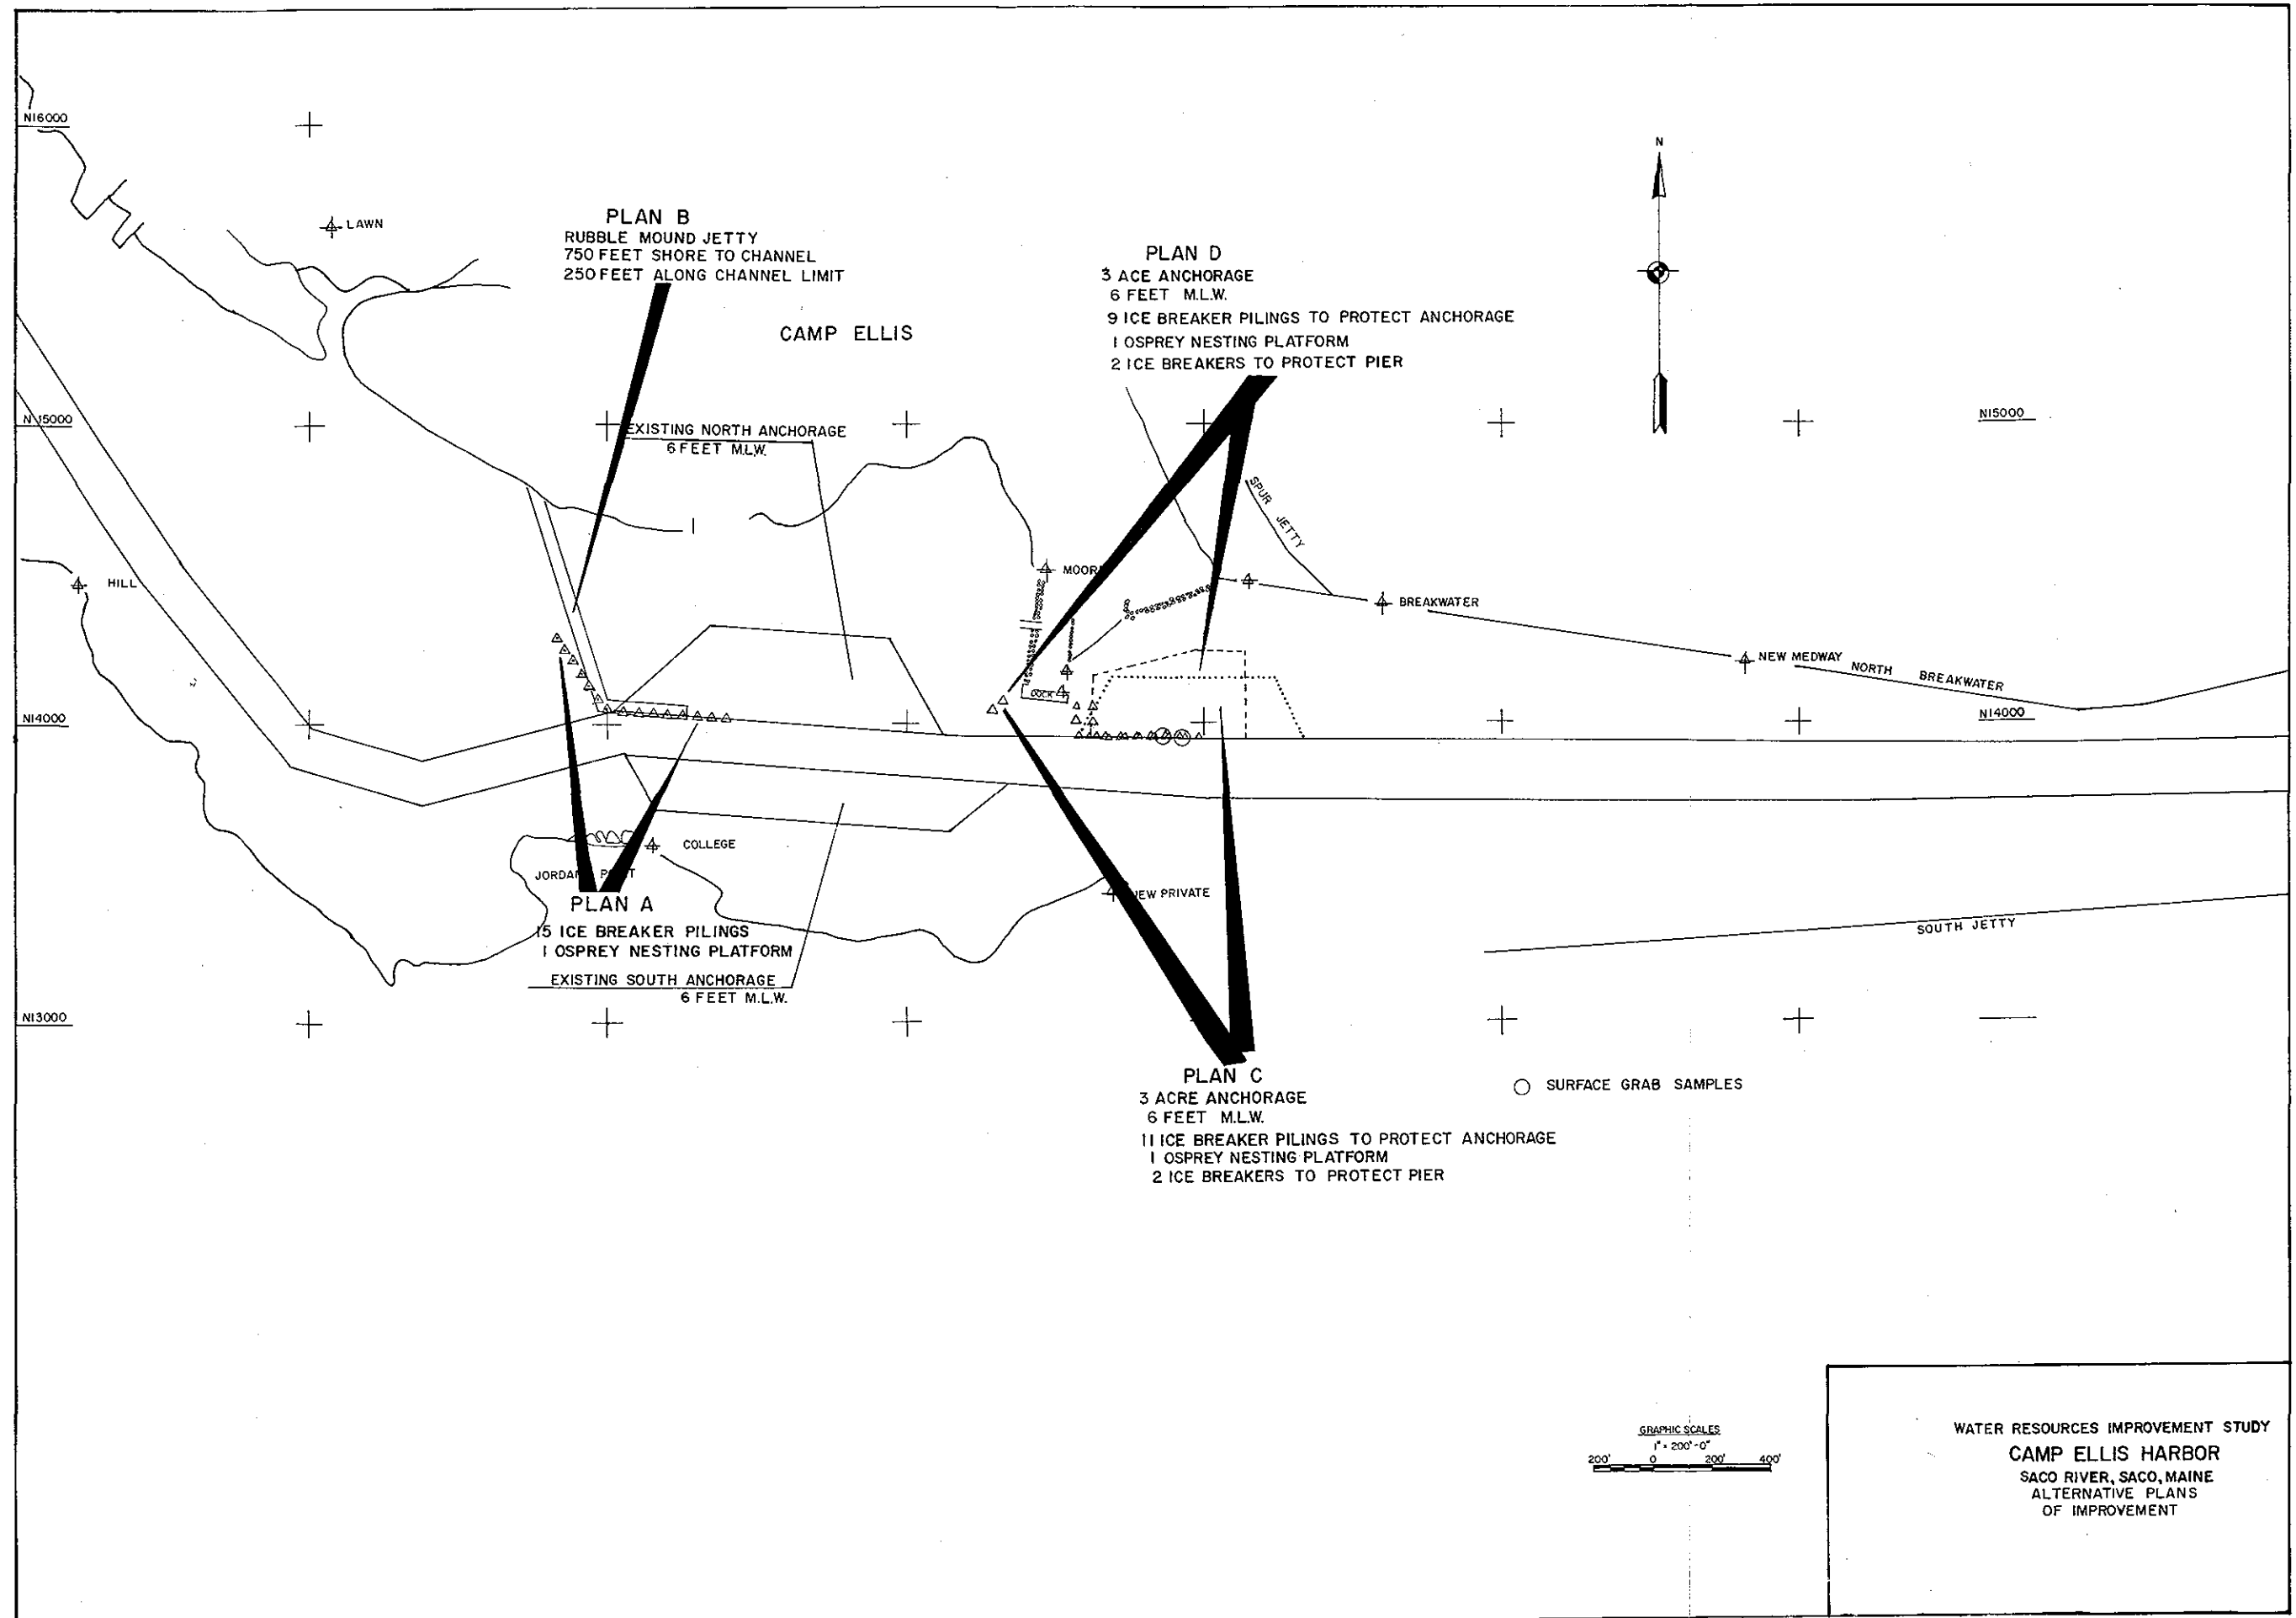 N16000
N
LAWN
PLAN B
RUBBLE MOUND JETTY
750 FEET SHORE TO CHANNEL
250 FEET ALONG CHANNEL LIMIT
PLAN D
3 ACE ANCHORAGE
6 FEET M.L.W.
9 ICE BREAKER PILINGS TO PROTECT ANCHORAGE
1 OSPREY NESTING PLATFORM
2 ICE BREAKERS TO PROTECT PIER
CAMP ELLIS
N15000
EXISTING NORTH ANCHORAGE
6 FEET M.L.W.
N15000
SPUR JETTY
HILL
BREAKWATER
NEW MEDWAY
NORTH BREAKWATER
DOCK
N14000
N14000
COLLEGE
PLAN A
15 ICE BREAKER PILINGS
1 OSPREY NESTING PLATFORM
EXISTING SOUTH ANCHORAGE
6 FEET M.L.W.
NEW PRIVATE
SOUTH JETTY
N13000
PLAN C
3 ACRE ANCHORAGE
6 FEET M.L.W.
11 ICE BREAKER PILINGS TO PROTECT ANCHORAGE
1 OSPREY NESTING PLATFORM
2 ICE BREAKERS TO PROTECT PIER
SURFACE GRAB SAMPLES
GRAPHIC SCALES
1" = 200'-0"
200' 0 200' 400'
WATER RESOURCES IMPROVEMENT STUDY
CAMP ELLIS HARBOR
SACO RIVER, SACO, MAINE
ALTERNATIVE PLANS
OF IMPROVEMENT